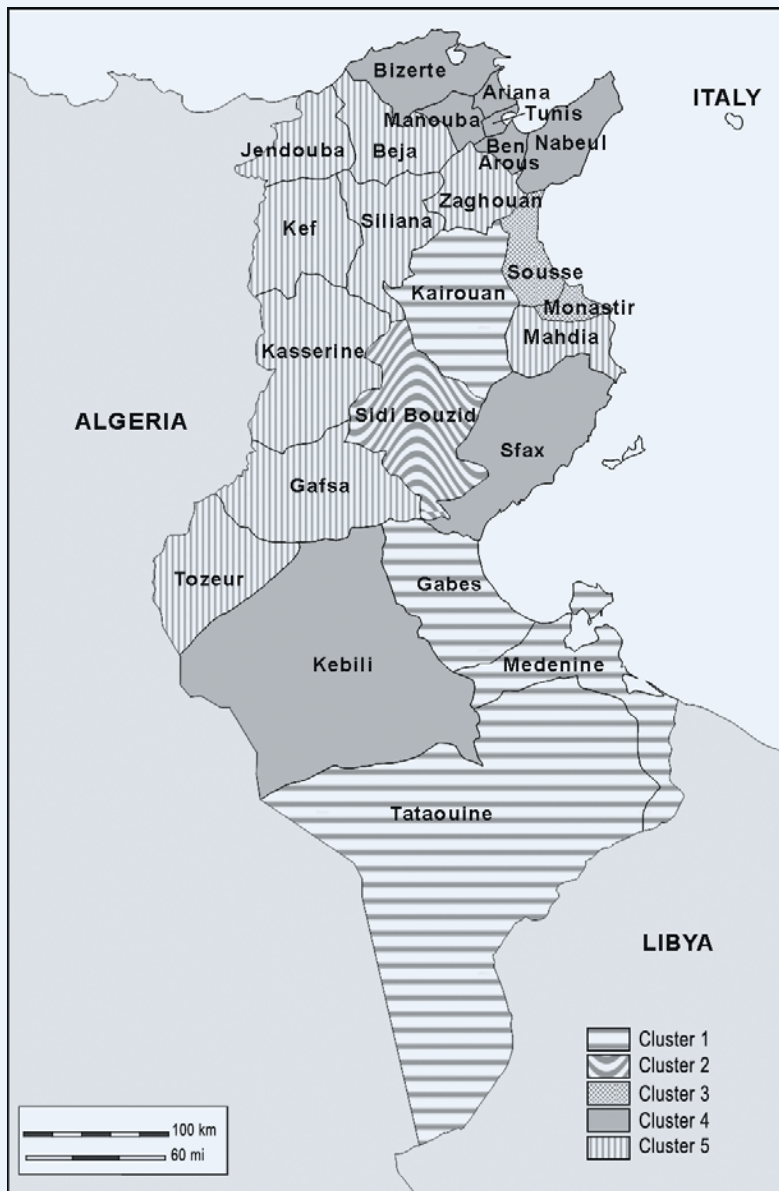 Bizerte
Ariana
ITALY
Tunis
Manouba
Ben
Arous
Nabeul
Jendouba
Beja
Zaghouan
Kef
Siliana
Sousse
Kairouan
Monastir
Mahdia
Kasserine
ALGERIA
Sidi Bouzid
Sfax
Gafsa
Tozeur
Gabes
Kebili
Medenine
Tataouine
LIBYA
Cluster 1
Cluster 2
Cluster 3
Cluster 4
Cluster 5
100 km
60 mi